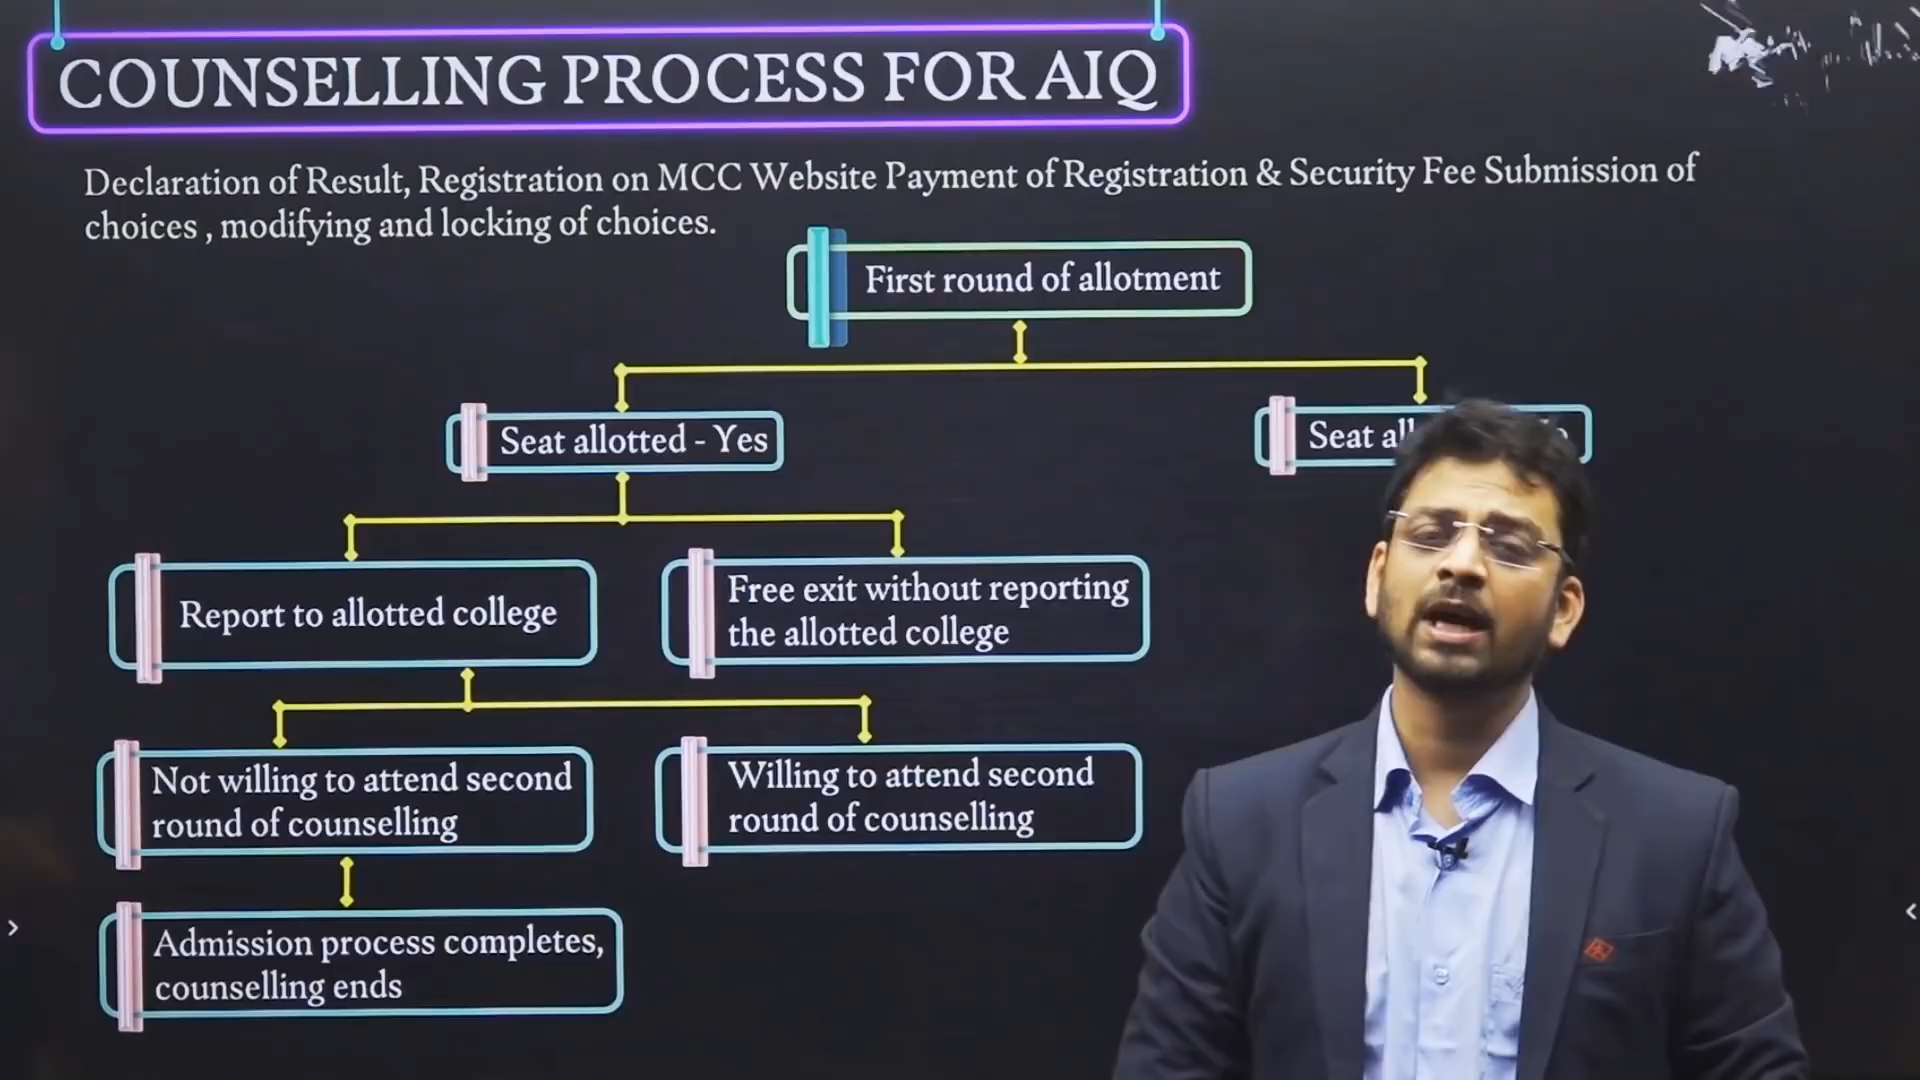 COUNSELLING PROCESS FOR AIQ
Declaration of Result, Registration on MCC Website Payment of Registration & Security Fee Submission of
choices , modifying and locking of choices.
First round of allotment
Seat allotted - Yes
Seat
Report to allotted college
Free exit without reporting
the allotted college
Not willing to attend second
round of counselling
Willing to attend second
round of counselling
Admission process completes,
counselling ends